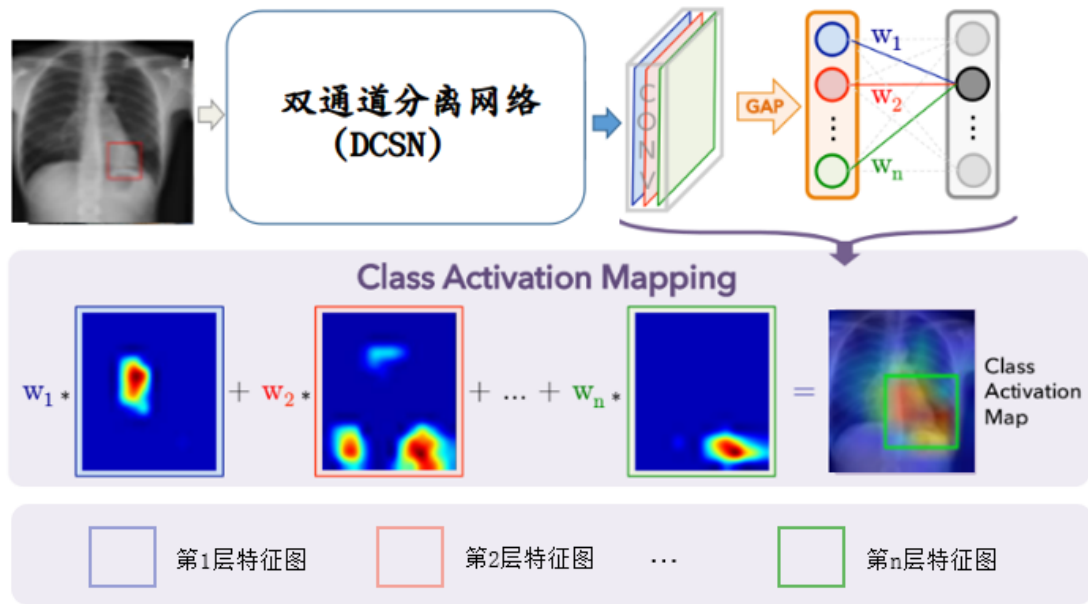 双通道分离网络
(DCSN)
CONV
GAP
w1
w2
⋮
wn
⋮
Class Activation Mapping
w1 * + w2 * + ... + wn * =
Class
Activation
Map
第1层特征图 第2层特征图 ... 第n层特征图